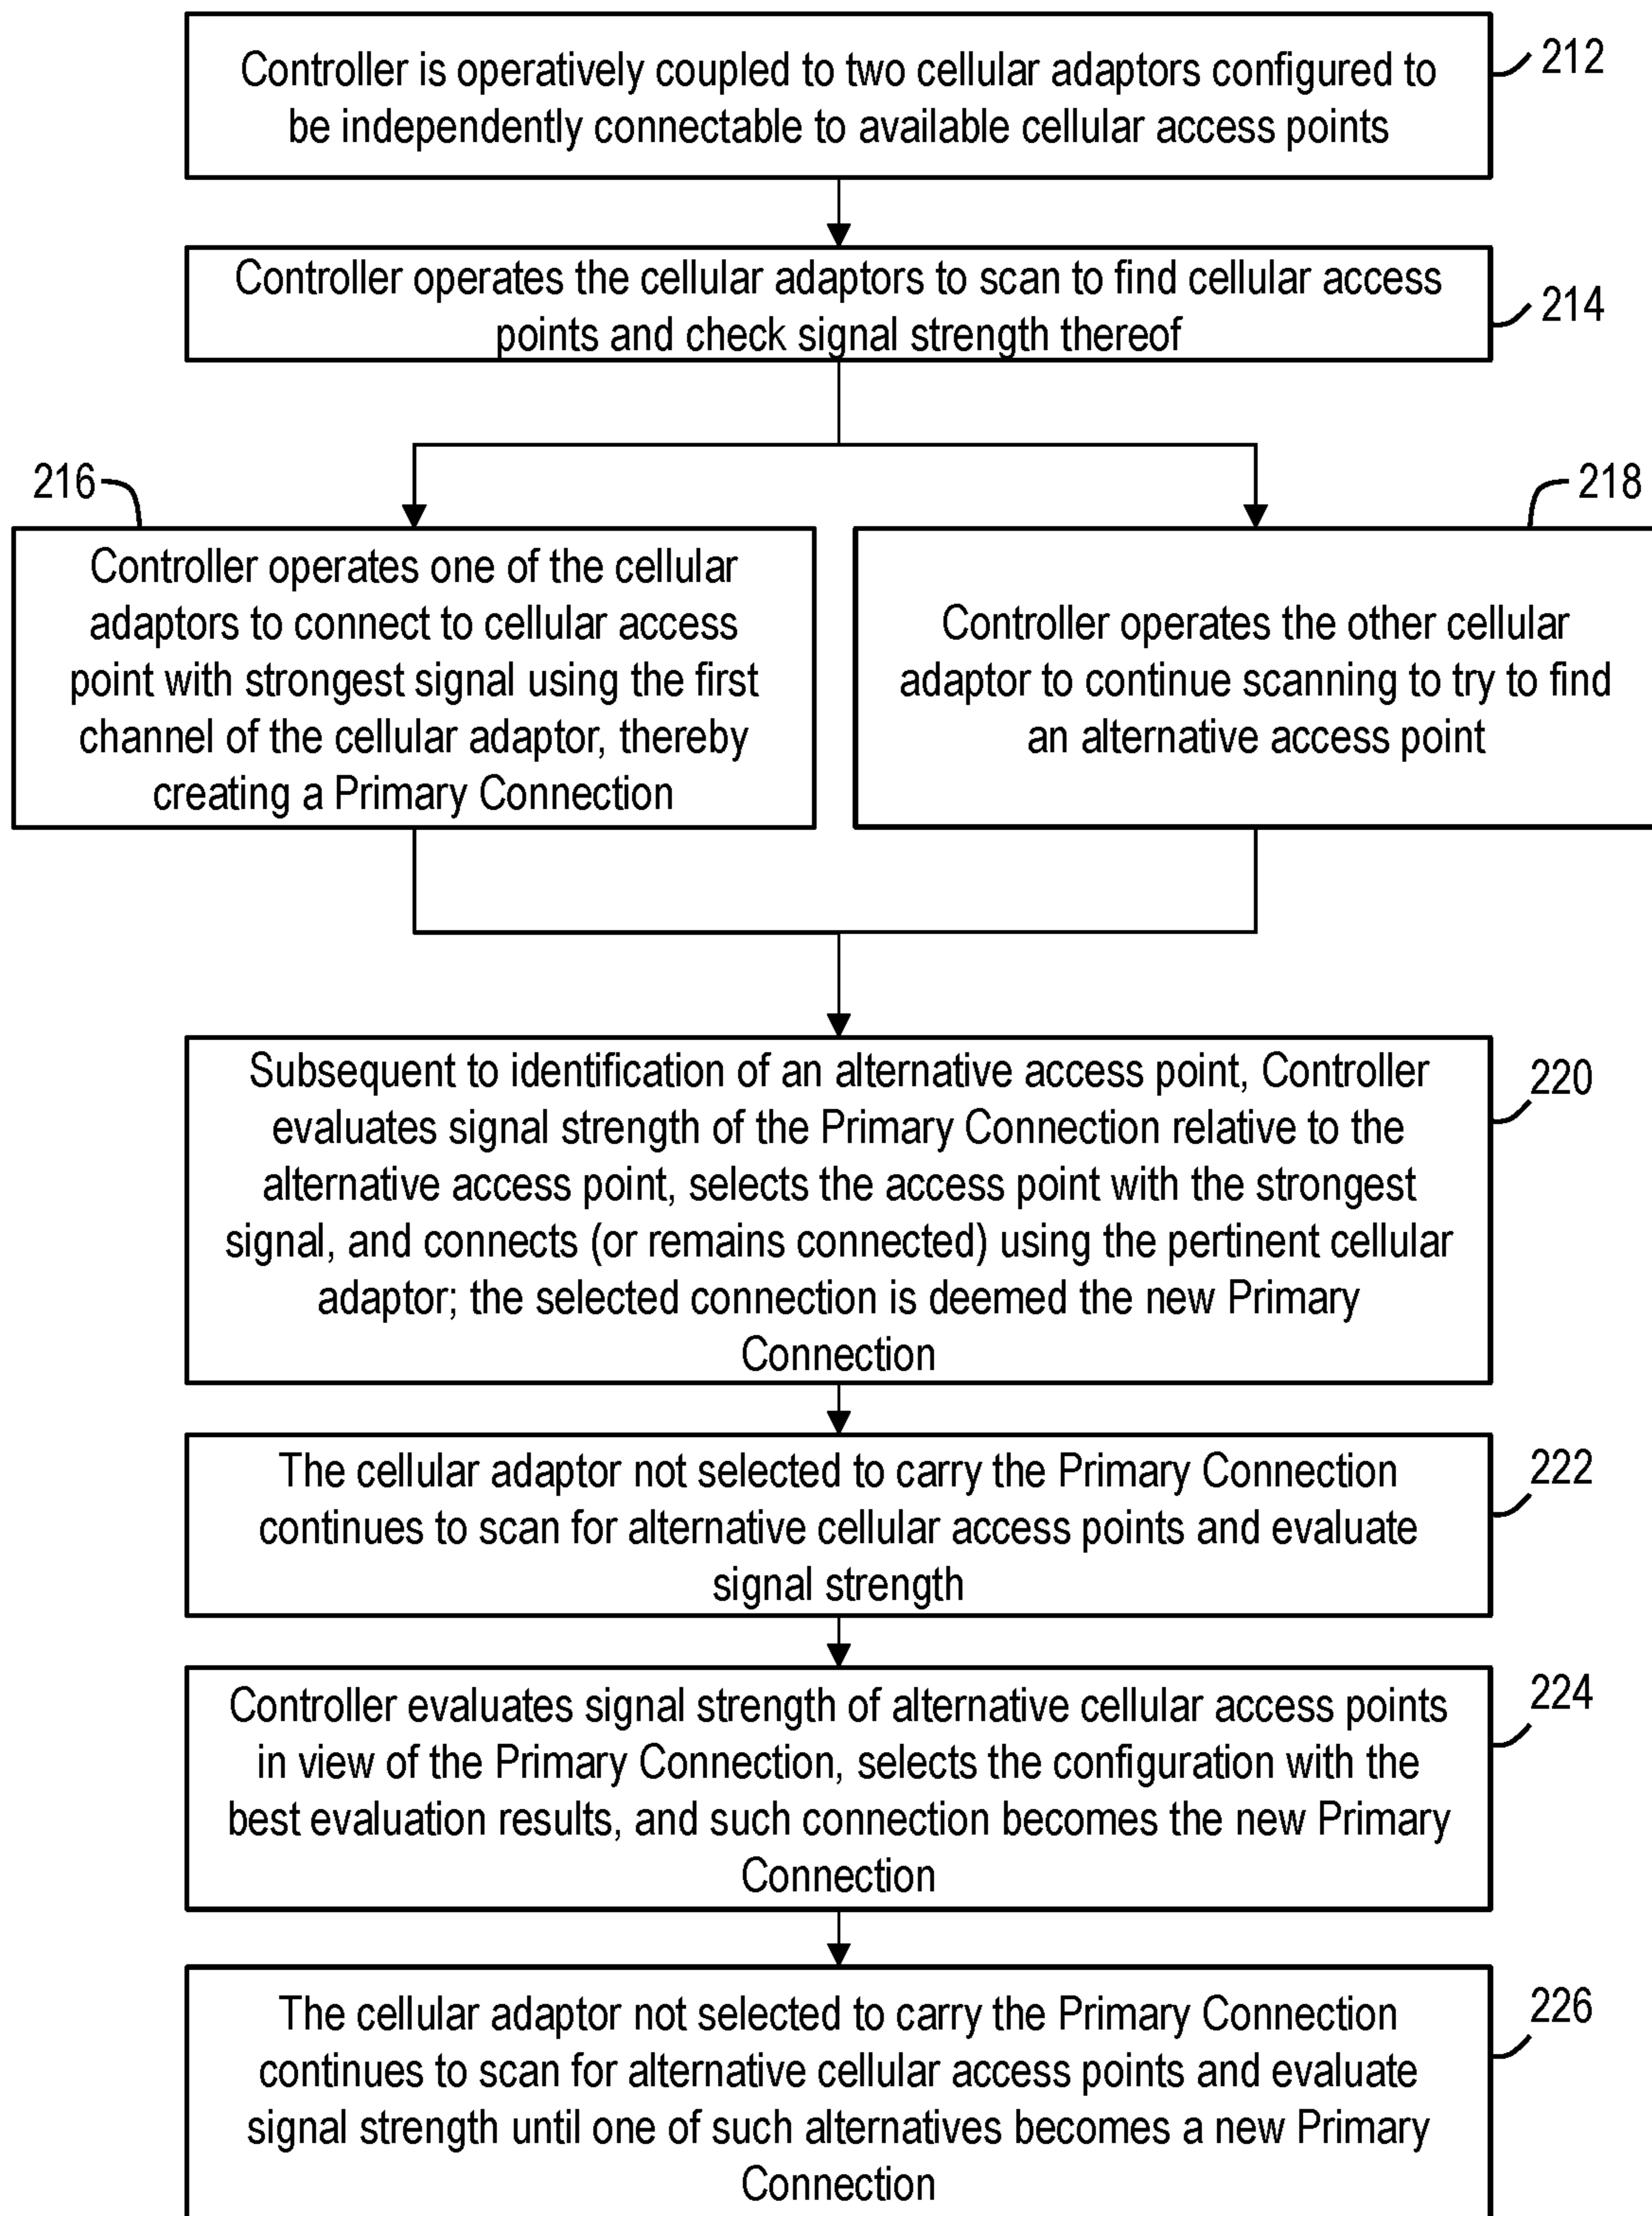 Controller is operatively coupled to two cellular adaptors configured to
be independently connectable to available cellular access points
212
Controller operates the cellular adaptors to scan to find cellular access
points and check signal strength thereof
214
216
Controller operates one of the cellular
adaptors to connect to cellular access
point with strongest signal using the first
channel of the cellular adaptor, thereby
creating a Primary Connection
218
Controller operates the other cellular
adaptor to continue scanning to try to find
an alternative access point
Subsequent to identification of an alternative access point, Controller
evaluates signal strength of the Primary Connection relative to the
alternative access point, selects the access point with the strongest
signal, and connects (or remains connected) using the pertinent cellular
adaptor; the selected connection is deemed the new Primary
Connection
220
The cellular adaptor not selected to carry the Primary Connection
continues to scan for alternative cellular access points and evaluate
signal strength
222
Controller evaluates signal strength of alternative cellular access points
in view of the Primary Connection, selects the configuration with the
best evaluation results, and such connection becomes the new Primary
Connection
224
The cellular adaptor not selected to carry the Primary Connection
continues to scan for alternative cellular access points and evaluate
signal strength until one of such alternatives becomes a new Primary
Connection
226